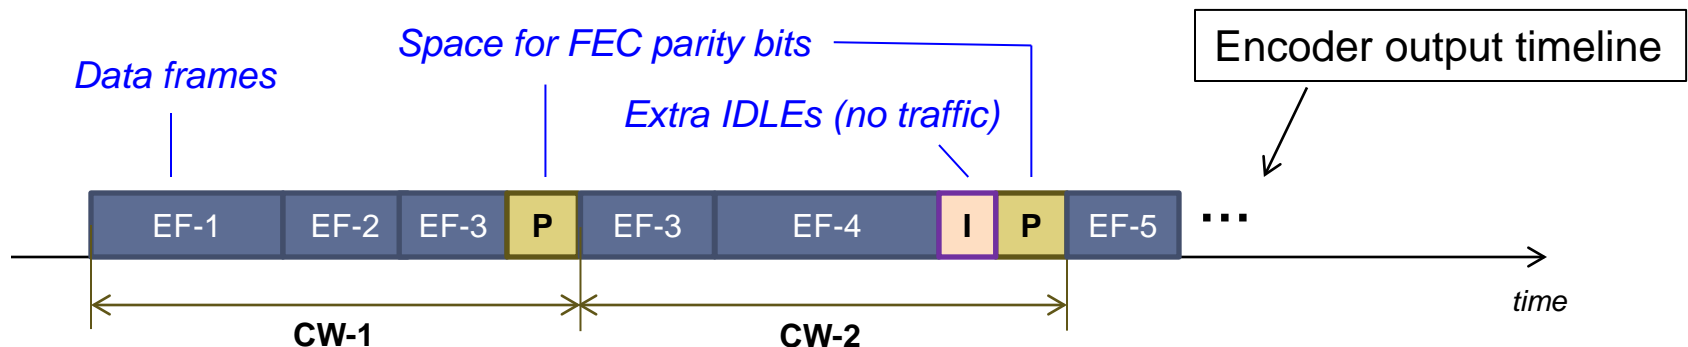 Encoder output timeline
Space for FEC parity bits
Data frames
Extra IDLEs (no traffic)
EF-1 EF-2 EF-3 P EF-3 EF-4 I P EF-5 ...
time
CW-1 CW-2